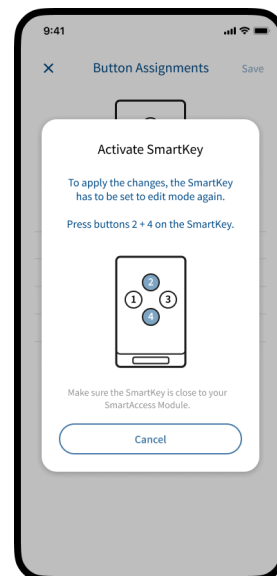 9:41
Button Assignments
Save
Activate SmartKey
To apply the changes, the SmartKey
has to be set to edit mode again.
Press buttons 2 + 4 on the SmartKey.
2
1 3
4
Make sure the SmartKey is close to your
SmartAccess Module.
Cancel